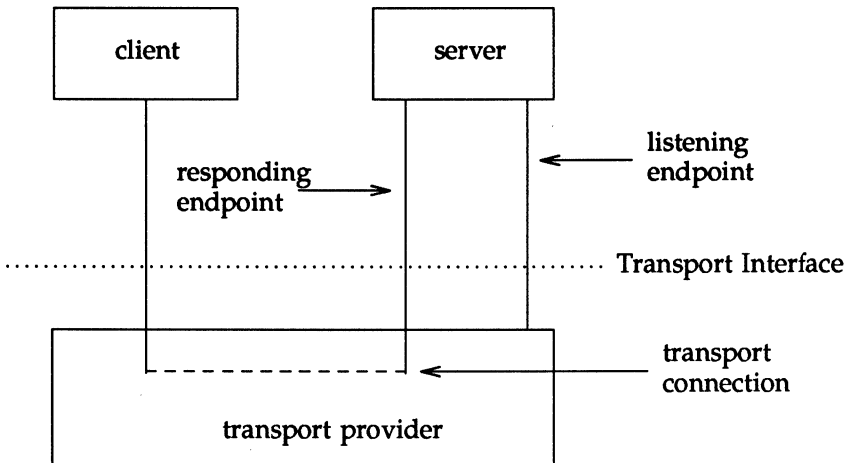 client
server
listening
endpoint
responding
endpoint
Transport Interface
transport
connection
transport provider